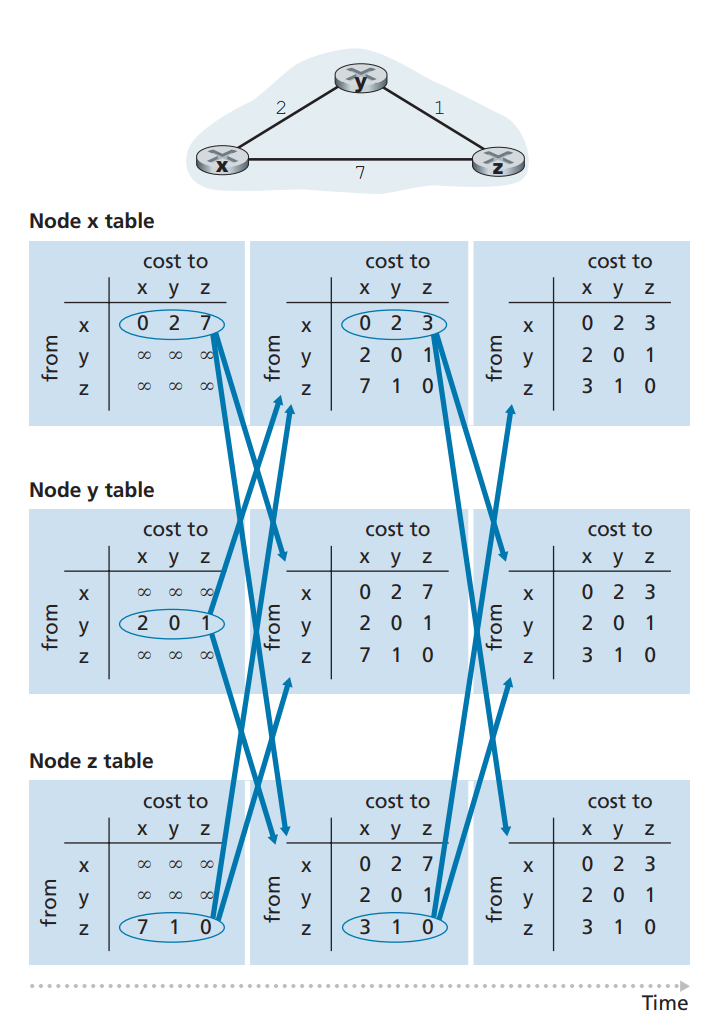 y
2 1
x z
7
Node x table
cost to cost to cost to
x y z x y z x y z
from x 0 2 7 from x 0 2 3 from x 0 2 3
y ∞ ∞ ∞ y 2 0 1 y 2 0 1
z ∞ ∞ ∞ z 7 1 0 z 3 1 0
Node y table
cost to cost to cost to
x y z x y z x y z
from x ∞ ∞ ∞ from x 0 2 7 from x 0 2 3
y 2 0 1 y 2 0 1 y 2 0 1
z ∞ ∞ ∞ z 7 1 0 z 3 1 0
Node z table
cost to cost to cost to
x y z x y z x y z
from x ∞ ∞ ∞ from x 0 2 7 from x 0 2 3
y ∞ ∞ ∞ y 2 0 1 y 2 0 1
z 7 1 0 z 3 1 0 z 3 1 0
Time